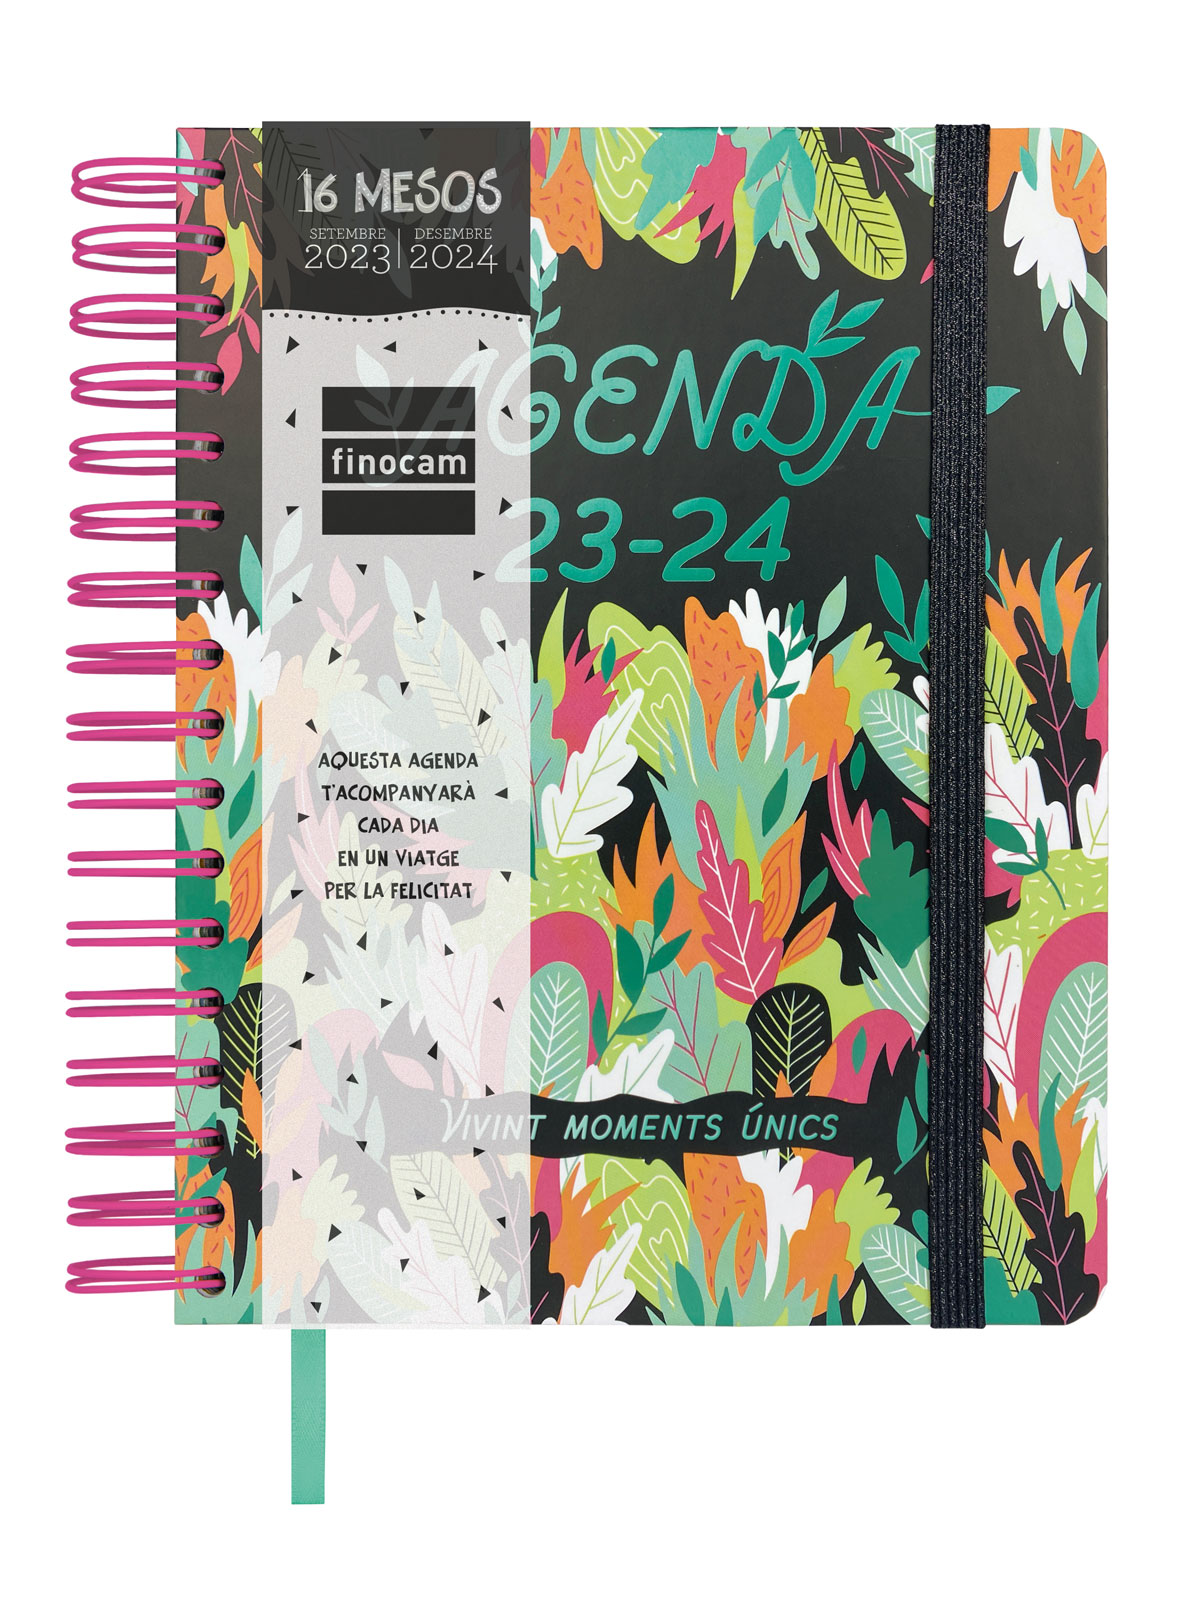 16 MESOS
SETEMBRE | DESEMBRE
2023 | 2024
AGENDA
finocam
23-24
AQUESTA AGENDA
T'ACOMPANYARÀ
CADA DIA
EN UN VIATGE
PER LA FELICITAT
VIVINT MOMENTS ÚNICS